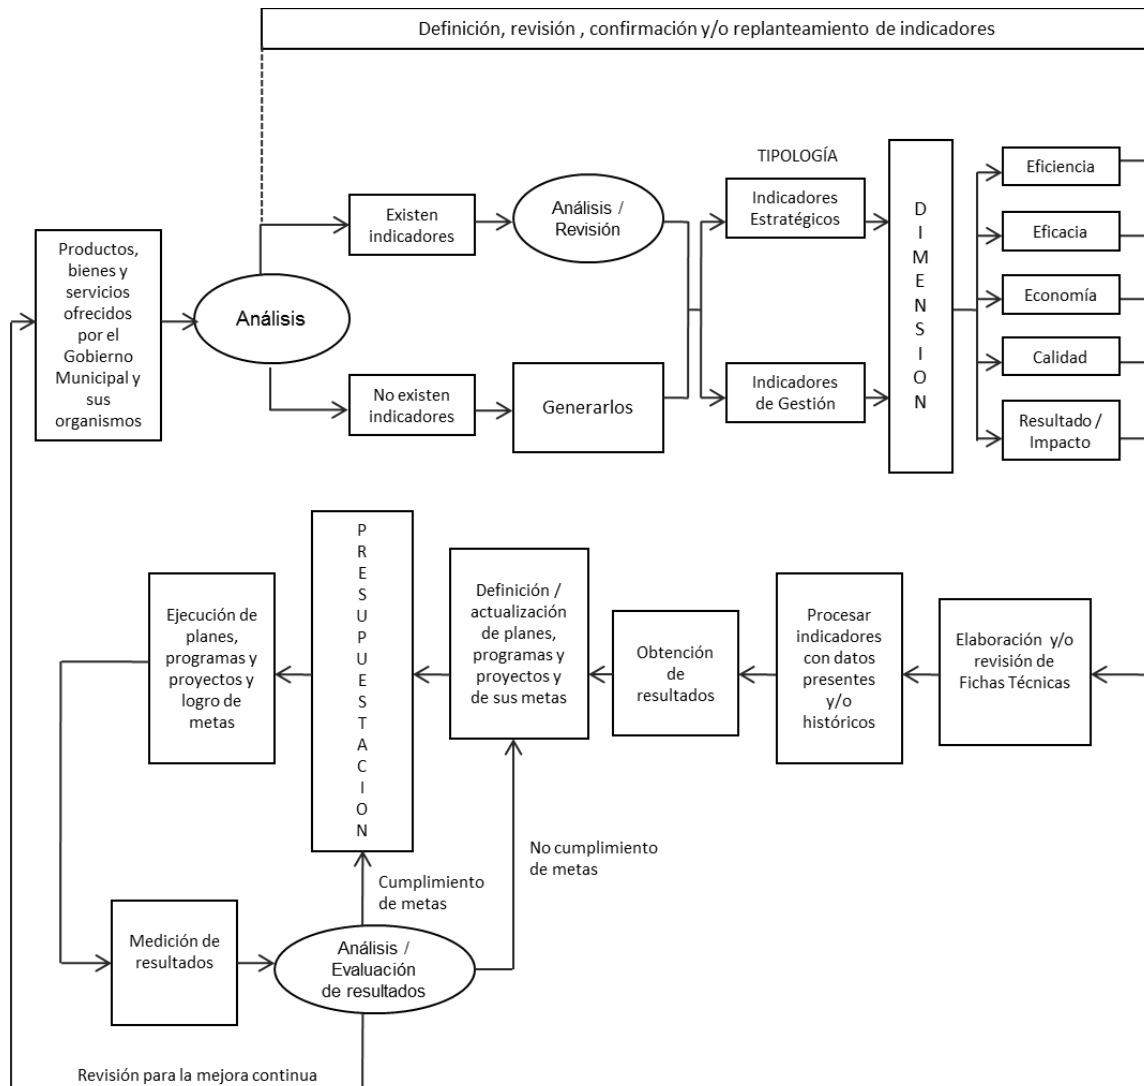 Definición, revisión , confirmación y/o replanteamiento de indicadores
Productos,
bienes y
servicios
ofrecidos
por el
Gobierno
Municipal y
sus
organismos
Análisis
Existen
indicadores
Análisis /
Revisión
No existen
indicadores
Generarlos
TIPOLOGÍA
Indicadores
Estratégicos
Indicadores
de Gestión
D
I
M
E
N
S
I
O
N
Eficiencia
Eficacia
Economía
Calidad
Resultado /
Impacto
Ejecución de
planes,
programas y
proyectos y
logro de
metas
P
R
E
S
U
P
U
E
S
T
A
C
I
O
N
Definición /
actualización
de planes,
programas y
proyectos y
de sus metas
Obtención
de
resultados
Procesar
indicadores
con datos
presentes
y/o
históricos
Elaboración y/o
revisión de
Fichas Técnicas
Medición de
resultados
Análisis /
Evaluación
de resultados
Cumplimiento
de metas
No cumplimiento
de metas
Revisión para la mejora continua